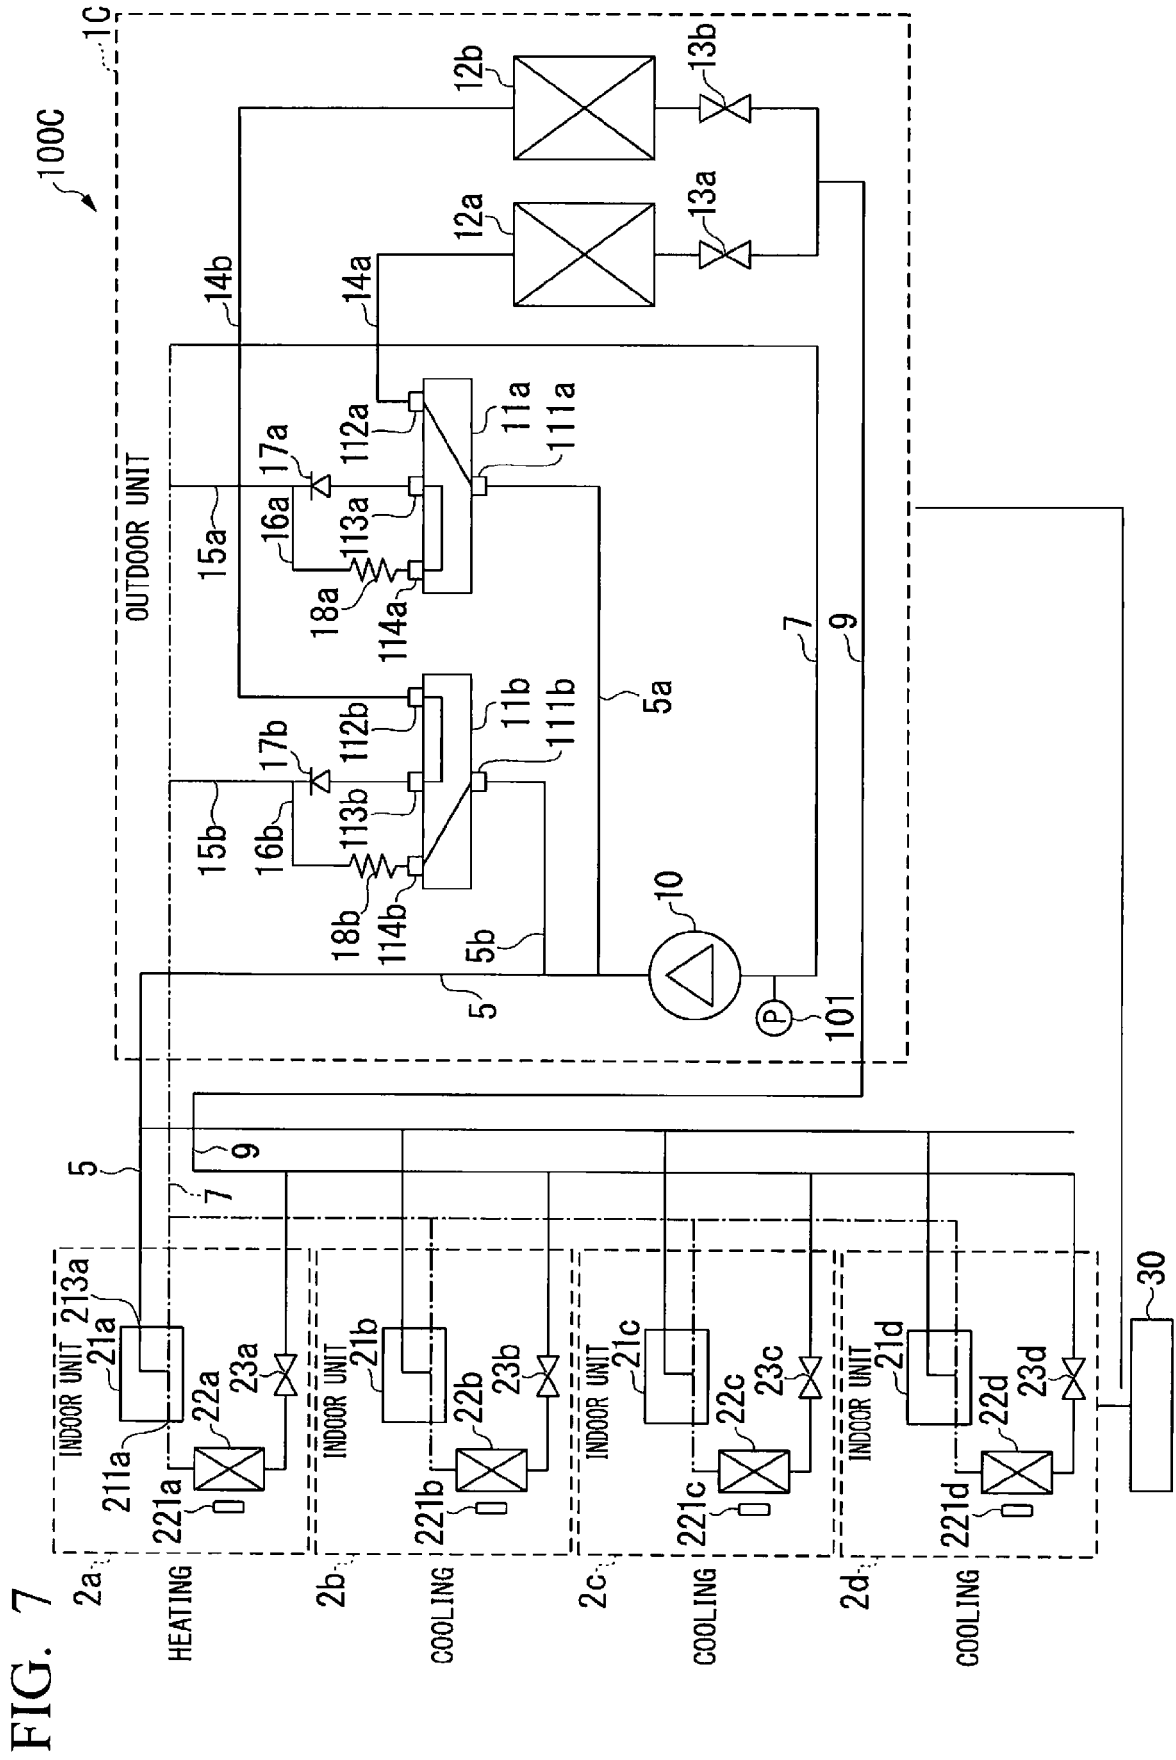 FIG. 7
100C
1C
OUTDOOR UNIT
12b
13b
12a
13a
14b
14a
112a
11a
111a
17a
113a
15a
16a
18a
114a
7
9
5a
112b
11b
111b
17b
113b
15b
16b
18b
114b
5b
5
10
P
101
5
7
9
213a
INDOOR UNIT
21a
22a
23a
211a
221a
2a
HEATING
INDOOR UNIT
21b
22b
23b
221b
2b
COOLING
INDOOR UNIT
21c
22c
23c
221c
2c
COOLING
INDOOR UNIT
21d
22d
23d
221d
2d
COOLING
30